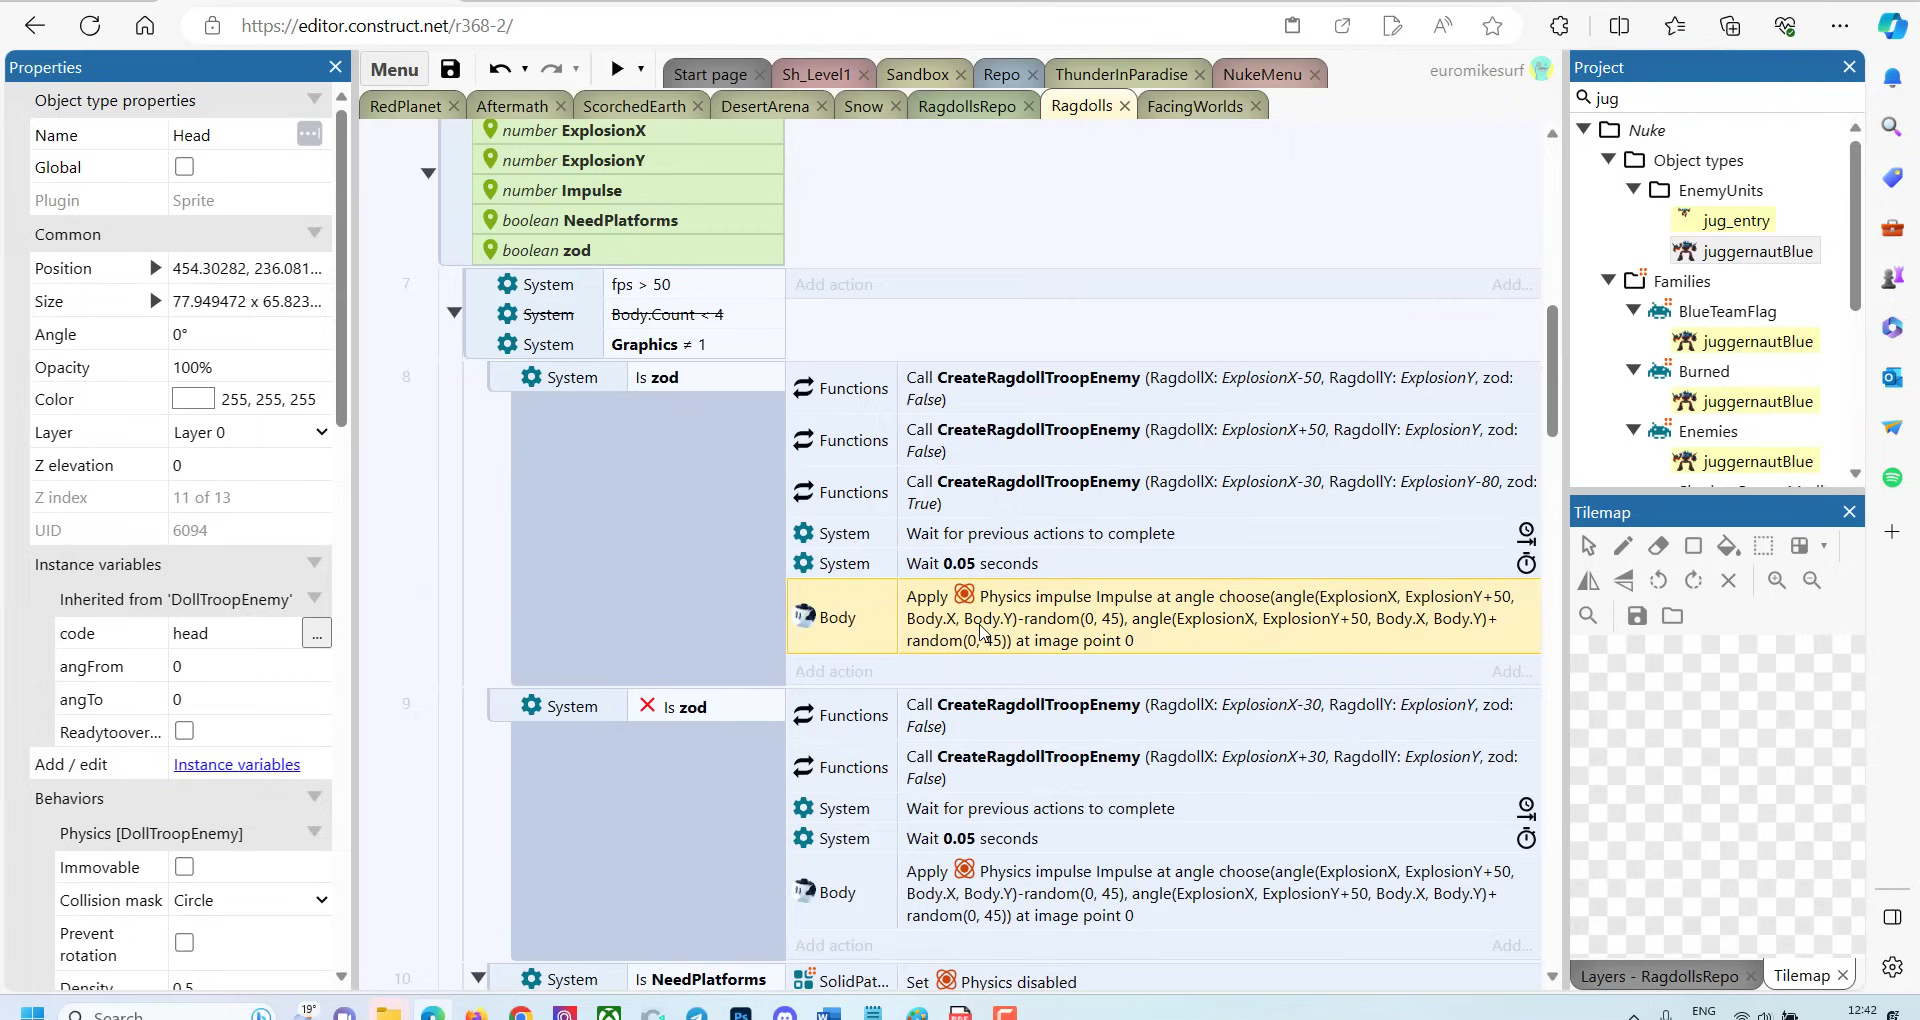 https://editor.construct.net/r368-2/
Properties
Object type properties
Name Head
Global
Plugin Sprite
Common
Position 454.30282, 236.081...
Size 77.949472 x 65.823...
Angle 0°
Opacity 100%
Color 255, 255, 255
Layer Layer 0
Z elevation 0
Z index 11 of 13
UID 6094
Instance variables
Inherited from 'DollTroopEnemy'
code head ...
angFrom 0
angTo 0
Readytoover...
Add / edit Instance variables
Behaviors
Physics [DollTroopEnemy]
Immovable
Collision mask Circle
Prevent
rotation
Density 0.5
Menu
Start page Sh_Level1 Sandbox Repo ThunderInParadise NukeMenu
euromikesurf
RedPlanet Aftermath ScorchedEarth DesertArena Snow RagdollsRepo Ragdolls FacingWorlds
number ExplosionX
number ExplosionY
number Impulse
boolean NeedPlatforms
boolean zod
7 System fps > 50 Add action Add...
System Body.Count < 4
System Graphics ≠ 1
8 System Is zod
Functions Call CreateRagdollTroopEnemy (RagdollX: ExplosionX-50, RagdollY: ExplosionY, zod:
False)
Functions Call CreateRagdollTroopEnemy (RagdollX: ExplosionX+50, RagdollY: ExplosionY, zod:
False)
Functions Call CreateRagdollTroopEnemy (RagdollX: ExplosionX-30, RagdollY: ExplosionY-80, zod:
True)
System Wait for previous actions to complete
System Wait 0.05 seconds
Body Apply Physics impulse Impulse at angle choose(angle(ExplosionX, ExplosionY+50,
Body.X, Body.Y)-random(0, 45), angle(ExplosionX, ExplosionY+50, Body.X, Body.Y)+
random(0, 45)) at image point 0
Add action Add...
9 System Is zod
Functions Call CreateRagdollTroopEnemy (RagdollX: ExplosionX-30, RagdollY: ExplosionY, zod:
False)
Functions Call CreateRagdollTroopEnemy (RagdollX: ExplosionX+30, RagdollY: ExplosionY, zod:
False)
System Wait for previous actions to complete
System Wait 0.05 seconds
Body Apply Physics impulse Impulse at angle choose(angle(ExplosionX, ExplosionY+50,
Body.X, Body.Y)-random(0, 45), angle(ExplosionX, ExplosionY+50, Body.X, Body.Y)+
random(0, 45)) at image point 0
Add action Add...
10 System Is NeedPlatforms SolidPat... Set Physics disabled
Project
jug
Nuke
Object types
EnemyUnits
jug_entry
juggernautBlue
Families
BlueTeamFlag
juggernautBlue
Burned
juggernautBlue
Enemies
juggernautBlue
Tilemap
Layers - RagdollsRepo Tilemap
Search
19°
ENG
12:42